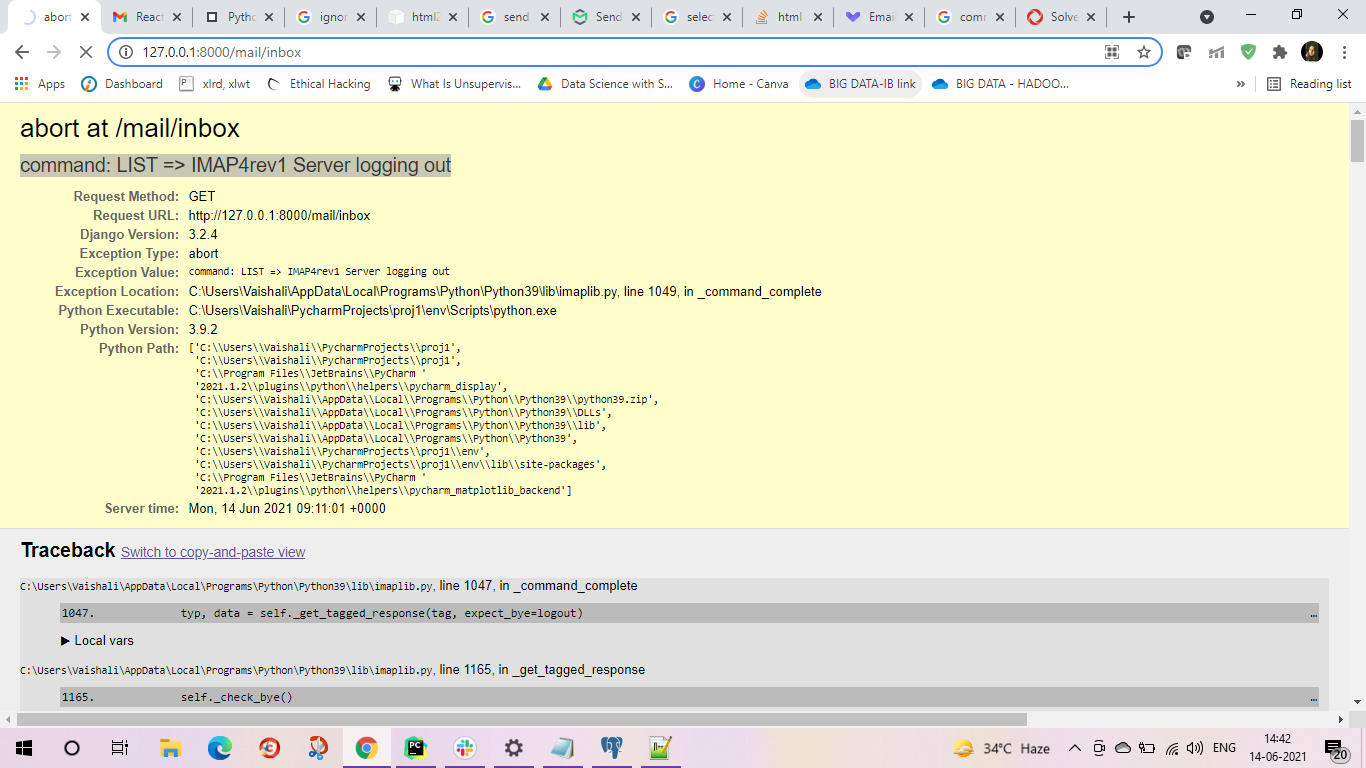 abort
React
Pytho
ignor
html2
send
Send
selec
html
Emai
comr
Solve
127.0.0.1:8000/mail/inbox
Apps
Dashboard
xlrd, xlwt
Ethical Hacking
What Is Unsupervis...
Data Science with S...
Home - Canva
BIG DATA-IB link
BIG DATA - HADOO...
»
Reading list
abort at /mail/inbox
command: LIST => IMAP4rev1 Server logging out
Request Method: GET
Request URL: http://127.0.0.1:8000/mail/inbox
Django Version: 3.2.4
Exception Type: abort
Exception Value: command: LIST => IMAP4rev1 Server logging out
Exception Location: C:\Users\Vaishali\AppData\Local\Programs\Python\Python39\lib\imaplib.py, line 1049, in _command_complete
Python Executable: C:\Users\Vaishali\PycharmProjects\proj1\env\Scripts\python.exe
Python Version: 3.9.2
Python Path: ['C:\\Users\\Vaishali\\PycharmProjects\\proj1',
'C:\\Users\\Vaishali\\PycharmProjects\\proj1',
'C:\\Program Files\\JetBrains\\PyCharm '
'2021.1.2\\plugins\\python\\helpers\\pycharm_display',
'C:\\Users\\Vaishali\\AppData\\Local\\Programs\\Python\\Python39\\python39.zip',
'C:\\Users\\Vaishali\\AppData\\Local\\Programs\\Python\\Python39\\DLLs',
'C:\\Users\\Vaishali\\AppData\\Local\\Programs\\Python\\Python39\\lib',
'C:\\Users\\Vaishali\\AppData\\Local\\Programs\\Python\\Python39',
'C:\\Users\\Vaishali\\PycharmProjects\\proj1\\env',
'C:\\Users\\Vaishali\\PycharmProjects\\proj1\\env\\lib\\site-packages',
'C:\\Program Files\\JetBrains\\PyCharm '
'2021.1.2\\plugins\\python\\helpers\\pycharm_matplotlib_backend']
Server time: Mon, 14 Jun 2021 09:11:01 +0000
Traceback Switch to copy-and-paste view
C:\Users\Vaishali\AppData\Local\Programs\Python\Python39\lib\imaplib.py, line 1047, in _command_complete
1047. typ, data = self._get_tagged_response(tag, expect_bye=logout) …
▶ Local vars
C:\Users\Vaishali\AppData\Local\Programs\Python\Python39\lib\imaplib.py, line 1165, in _get_tagged_response
1165. self._check_bye() …
34°C Haze
ENG
14:42
14-06-2021
20